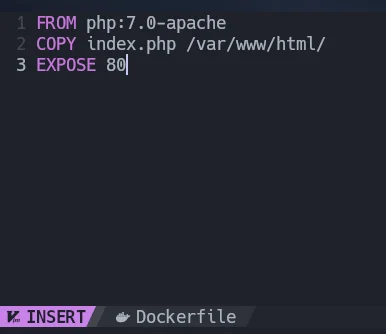 1 FROM php:7.0-apache
2 COPY index.php /var/www/html/
3 EXPOSE 80
INSERT Dockerfile